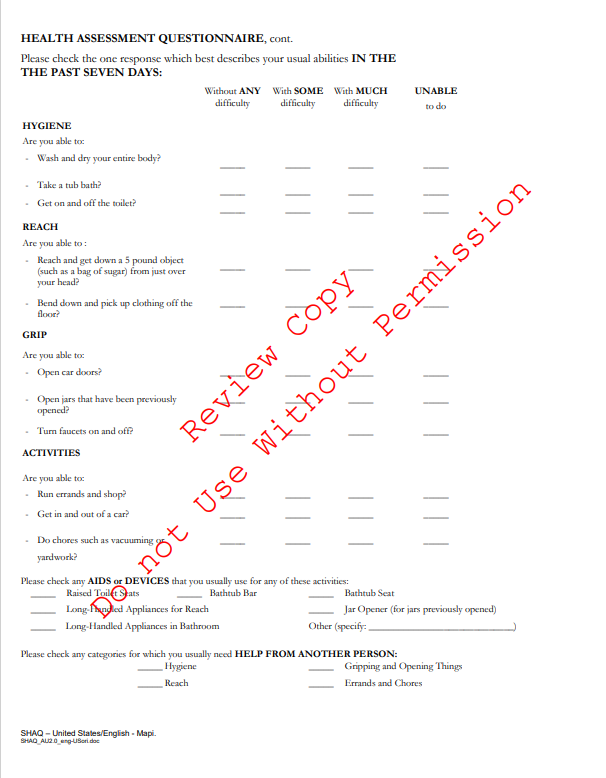 HEALTH ASSESSMENT QUESTIONNAIRE, cont.
Please check the one response which best describes your usual abilities IN THE
THE PAST SEVEN DAYS:
Without ANY difficulty With SOME difficulty With MUCH difficulty UNABLE to do
HYGIENE
Are you able to:
- Wash and dry your entire body? ____ ____ ____ ____
- Take a tub bath? ____ ____ ____ ____
- Get on and off the toilet? ____ ____ ____ ____
REACH
Are you able to :
- Reach and get down a 5 pound object
(such as a bag of sugar) from just over
your head? ____ ____ ____ ____
- Bend down and pick up clothing off the
floor? ____ ____ ____ ____
GRIP
Are you able to:
- Open car doors? ____ ____ ____ ____
- Open jars that have been previously
opened? ____ ____ ____ ____
- Turn faucets on and off? ____ ____ ____ ____
ACTIVITIES
Are you able to:
- Run errands and shop? ____ ____ ____ ____
- Get in and out of a car? ____ ____ ____ ____
- Do chores such as vacuuming or
yardwork? ____ ____ ____ ____
Please check any AIDS or DEVICES that you usually use for any of these activities:
____ Raised Toilet Seats ____ Bathtub Bar ____ Bathtub Seat
____ Long-Handled Appliances for Reach ____ Jar Opener (for jars previously opened)
____ Long-Handled Appliances in Bathroom Other (specify: ____________________)
Please check any categories for which you usually need HELP FROM ANOTHER PERSON:
____ Hygiene ____ Gripping and Opening Things
____ Reach ____ Errands and Chores
SHAQ – United States/English - Mapi.
SHAQ_AU2.0_eng-USori.doc
Review Copy
Do not Use Without Permission